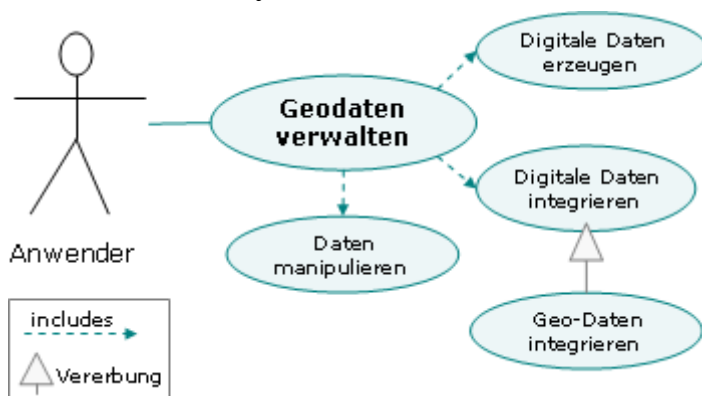 Digitale Daten
erzeugen
Geodaten
verwalten
Digitale Daten
integrieren
Anwender
Daten
manipulieren
includes
Vererbung
Geo-Daten
integrieren